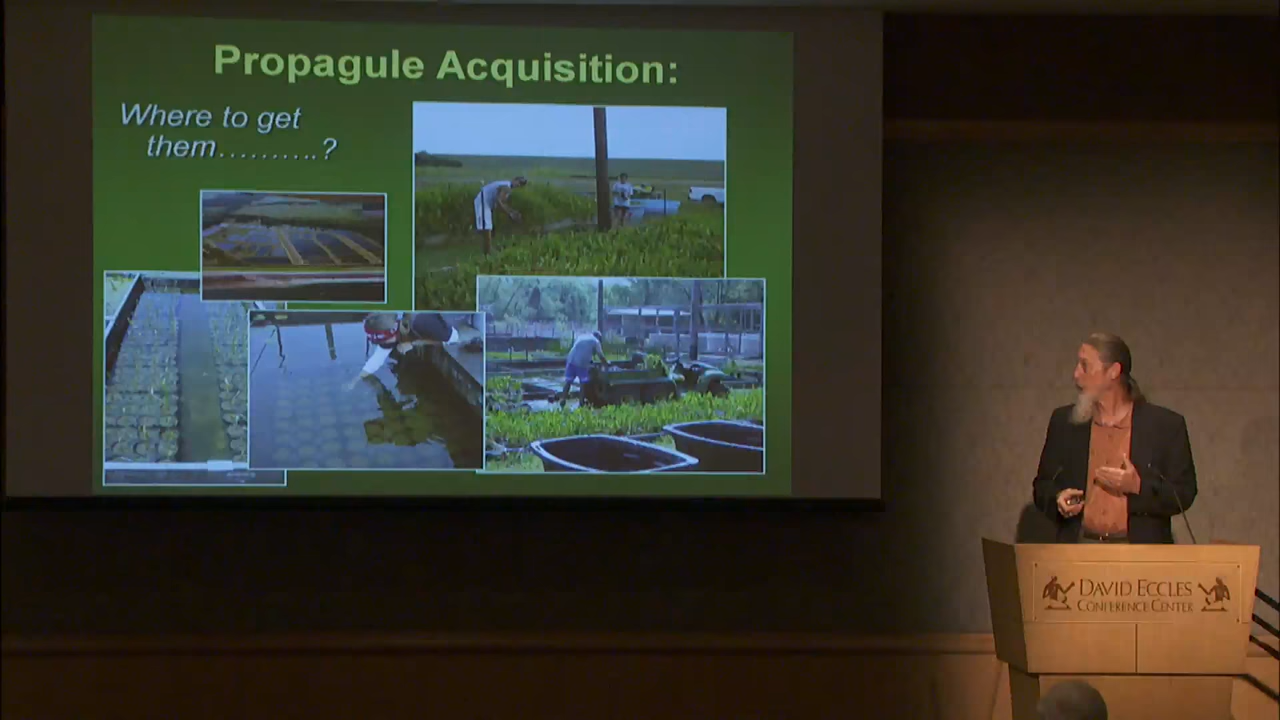 Propagule Acquisition:
Where to get
them..........?
DAVID ECCLES
CONFERENCE CENTER